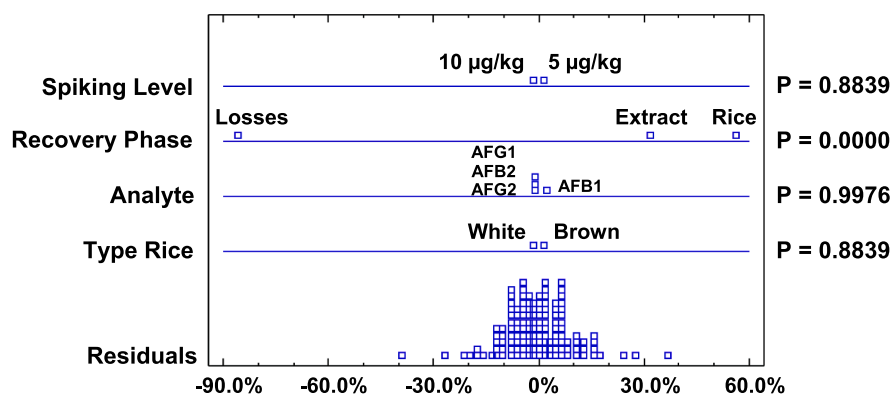 10 µg/kg 5 µg/kg
Spiking Level P = 0.8839
Losses Extract Rice
Recovery Phase P = 0.0000
AFG1
AFB2
AFG2 AFB1
Analyte P = 0.9976
White Brown
Type Rice P = 0.8839
Residuals
-90.0% -60.0% -30.0% 0% 30.0% 60.0%